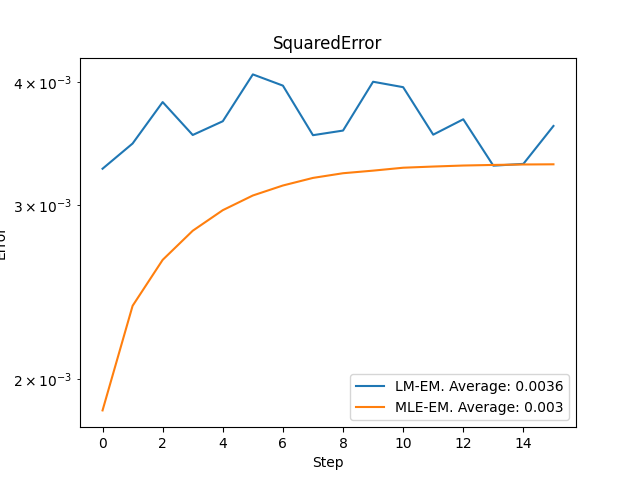 SquaredError
4 × 10⁻³
3 × 10⁻³
2 × 10⁻³
Error
0 2 4 6 8 10 12 14
Step
LM-EM. Average: 0.0036
MLE-EM. Average: 0.003